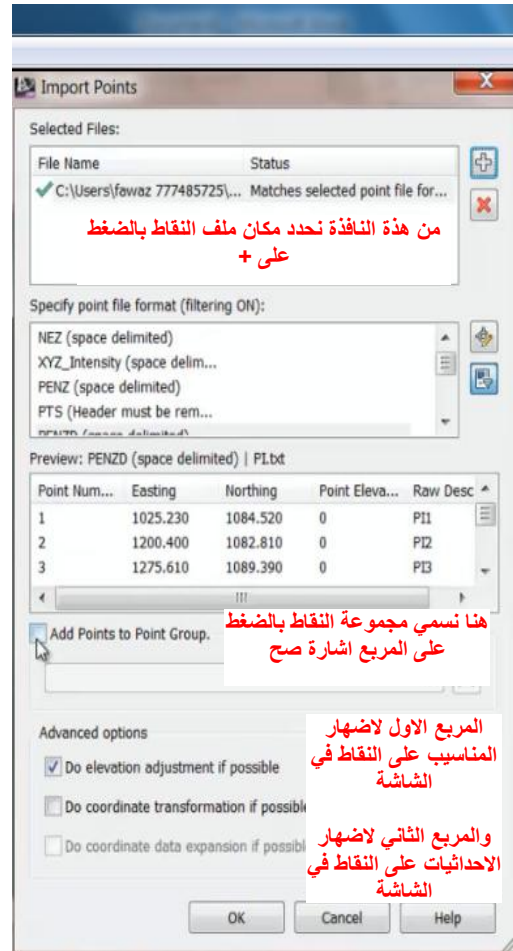 Import Points
X
Selected Files:
File Name Status
C:\Users\fawaz 777485725\... Matches selected point file for...
من هذة النافذة نحدد مكان ملف النقاط بالضغط
على +
Specify point file format (filtering ON):
NEZ (space delimited)
XYZ_Intensity (space delim...
PENZ (space delimited)
PTS (Header must be rem...
PENZD (space delimited)
Preview: PENZD (space delimited) | PI.txt
Point Num... Easting Northing Point Eleva... Raw Desc
1 1025.230 1084.520 0 PI1
2 1200.400 1082.810 0 PI2
3 1275.610 1089.390 0 PI3
هنا نسمي مجموعة النقاط بالضغط
على المربع اشارة صح
Add Points to Point Group.
Advanced options
المربع الاول لاضهار
المناسيب على النقاط في
الشاشة
Do elevation adjustment if possible
Do coordinate transformation if possible
والمربع الثاني لاضهار
الاحداثيات على النقاط في
الشاشة
Do coordinate data expansion if possibl
OK Cancel Help